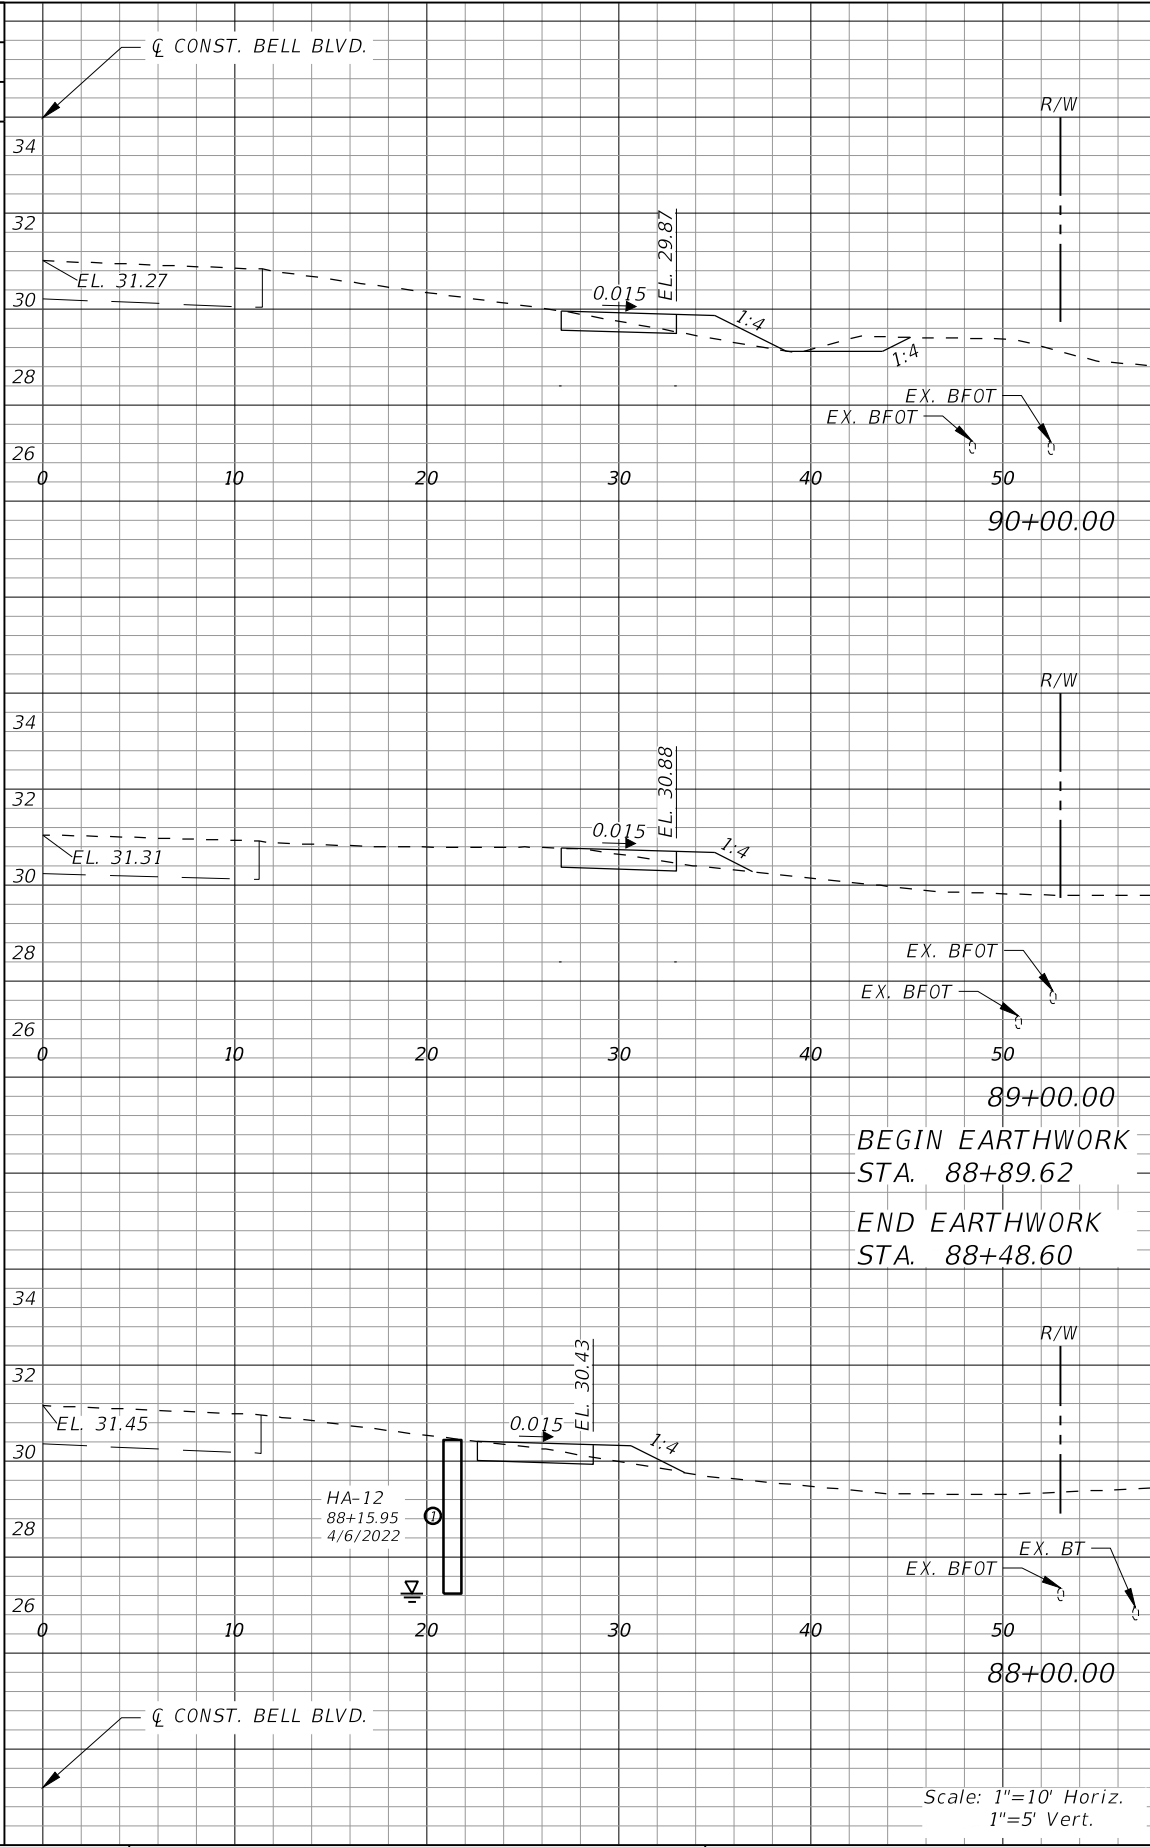 ℄ CONST. BELL BLVD.
R/W
34
32
EL. 29.87
EL. 31.27
0.015
30
1:4
1:4
28
EX. BFOT
EX. BFOT
26
0 10 20 30 40 50
90+00.00
R/W
34
32
EL. 30.88
0.015
1:4
EL. 31.31
30
28
EX. BFOT
EX. BFOT
26
0 10 20 30 40 50
89+00.00
BEGIN EARTHWORK
STA. 88+89.62
END EARTHWORK
STA. 88+48.60
34
R/W
32
EL. 30.43
EL. 31.45
0.015
1:4
30
HA-12
88+15.95
4/6/2022
1
28
EX. BT
EX. BFOT
26
0 10 20 30 40 50
88+00.00
℄ CONST. BELL BLVD.
Scale: 1"=10' Horiz.
1"=5' Vert.